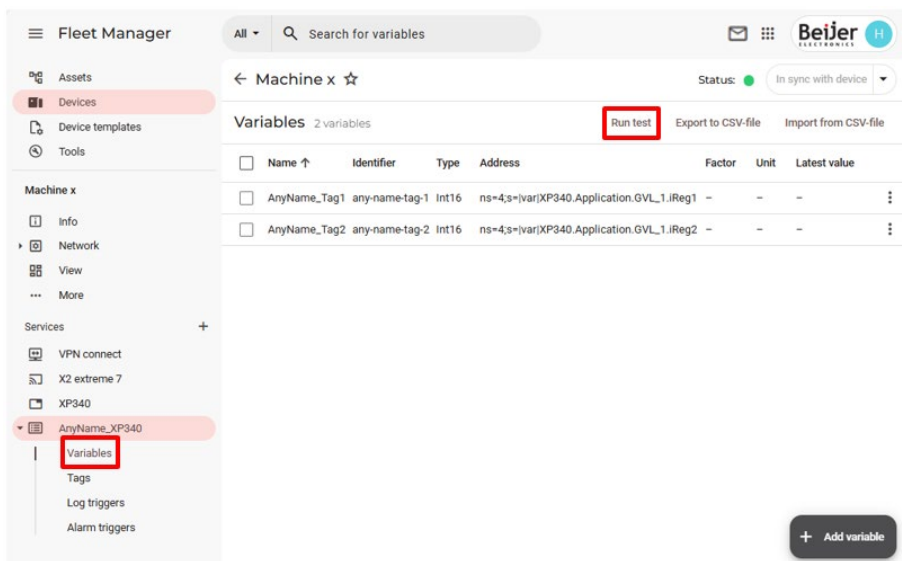 Fleet Manager
All
Search for variables
Beijer
ELECTRONICS
H
Assets
Devices
Device templates
Tools
Machine x
Info
Network
View
More
Services
+
VPN connect
X2 extreme 7
XP340
AnyName_XP340
Variables
Tags
Log triggers
Alarm triggers
← Machine x ☆
Status:
In sync with device
Variables 2 variables
Run test
Export to CSV-file
Import from CSV-file
Name ↑ Identifier Type Address Factor Unit Latest value
AnyName_Tag1 any-name-tag-1 Int16 ns=4;s=|var|XP340.Application.GVL_1.iReg1 – – –
AnyName_Tag2 any-name-tag-2 Int16 ns=4;s=|var|XP340.Application.GVL_1.iReg2 – – –
+ Add variable